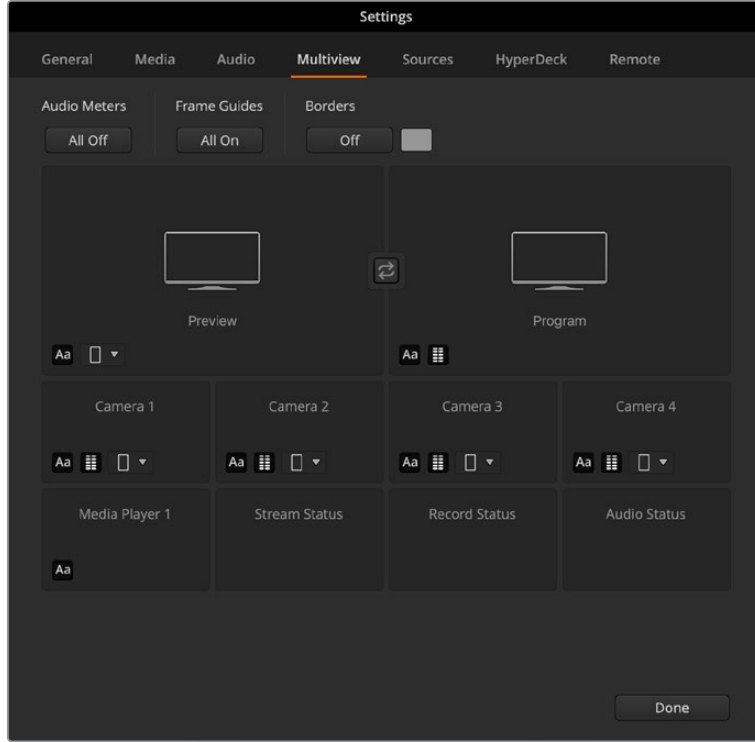 Settings
General Media Audio Multiview Sources HyperDeck Remote
Audio Meters Frame Guides Borders
All Off All On Off
Preview Program
Aa Aa
Camera 1 Camera 2 Camera 3 Camera 4
Aa Aa Aa Aa
Media Player 1 Stream Status Record Status Audio Status
Aa
Done